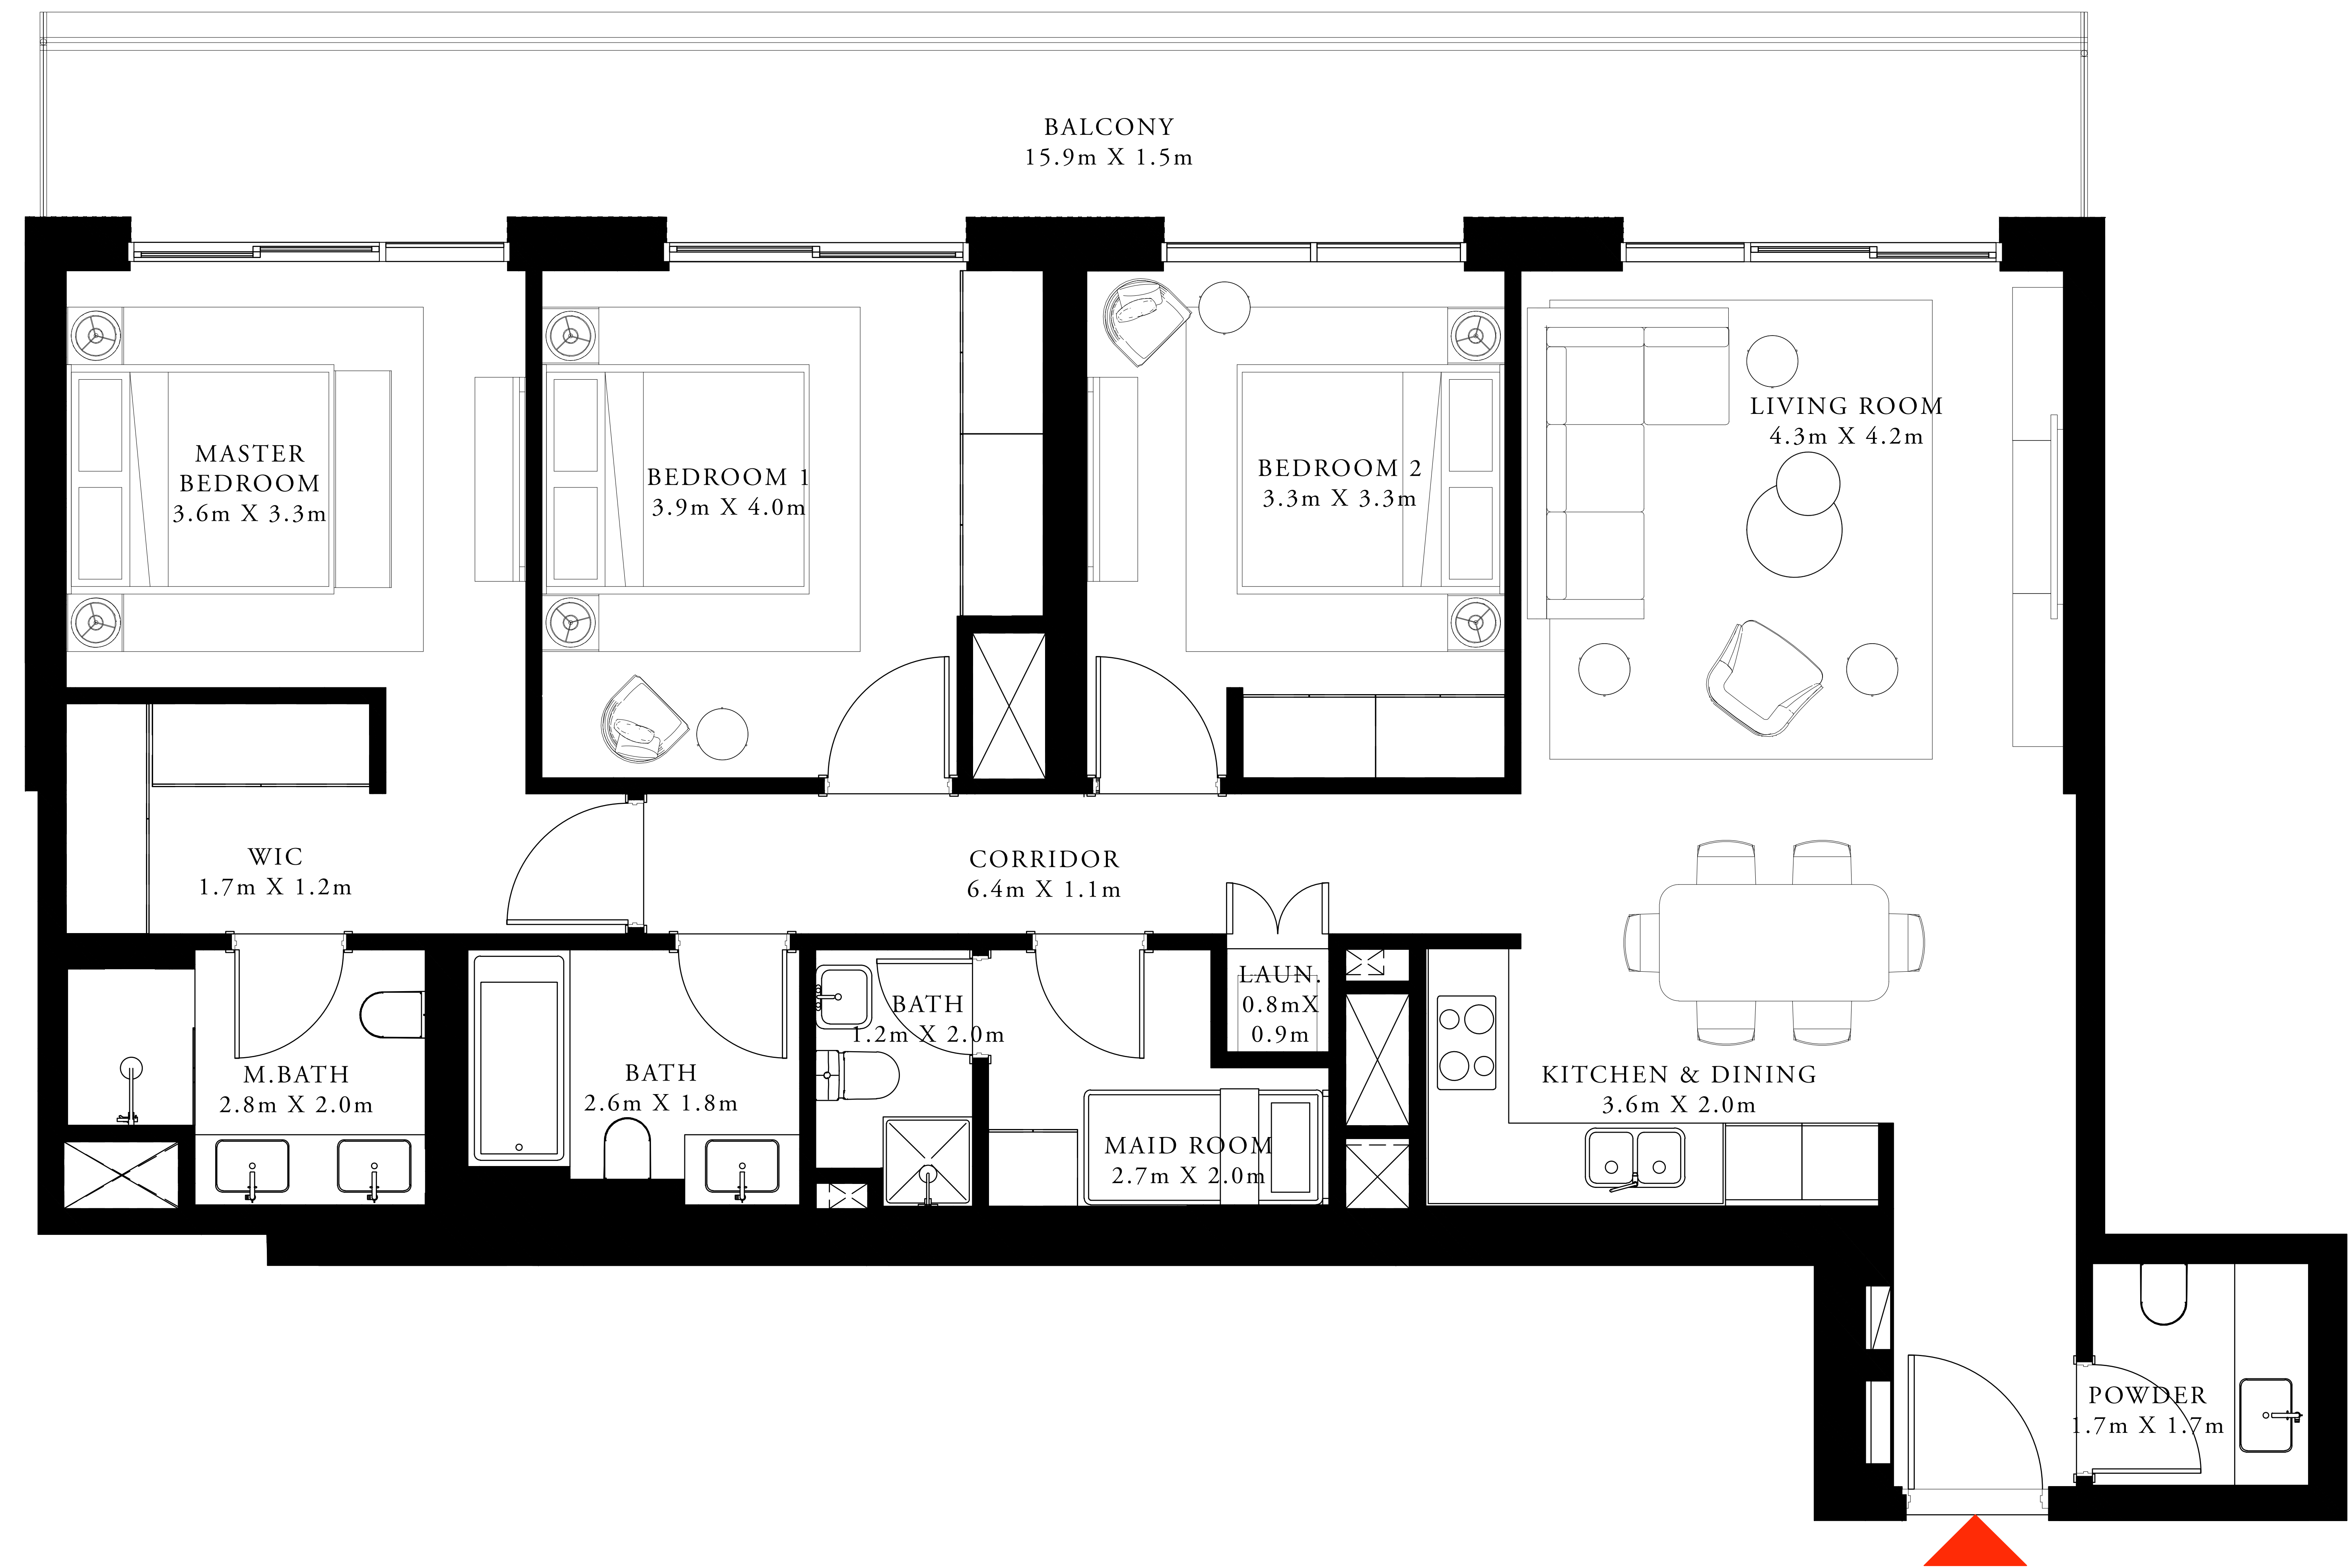 BALCONY
15.9m X 1.5m
LIVING ROOM
4.3m X 4.2m
MASTER
BEDROOM
3.6m X 3.3m
BEDROOM 1
3.9m X 4.0m
BEDROOM 2
3.3m X 3.3m
WIC
1.7m X 1.2m
CORRIDOR
6.4m X 1.1m
LAUN.
0.8mX
0.9m
BATH
1.2m X 2.0m
M.BATH
2.8m X 2.0m
BATH
2.6m X 1.8m
KITCHEN & DINING
3.6m X 2.0m
MAID ROOM
2.7m X 2.0m
POWDER
1.7m X 1.7m